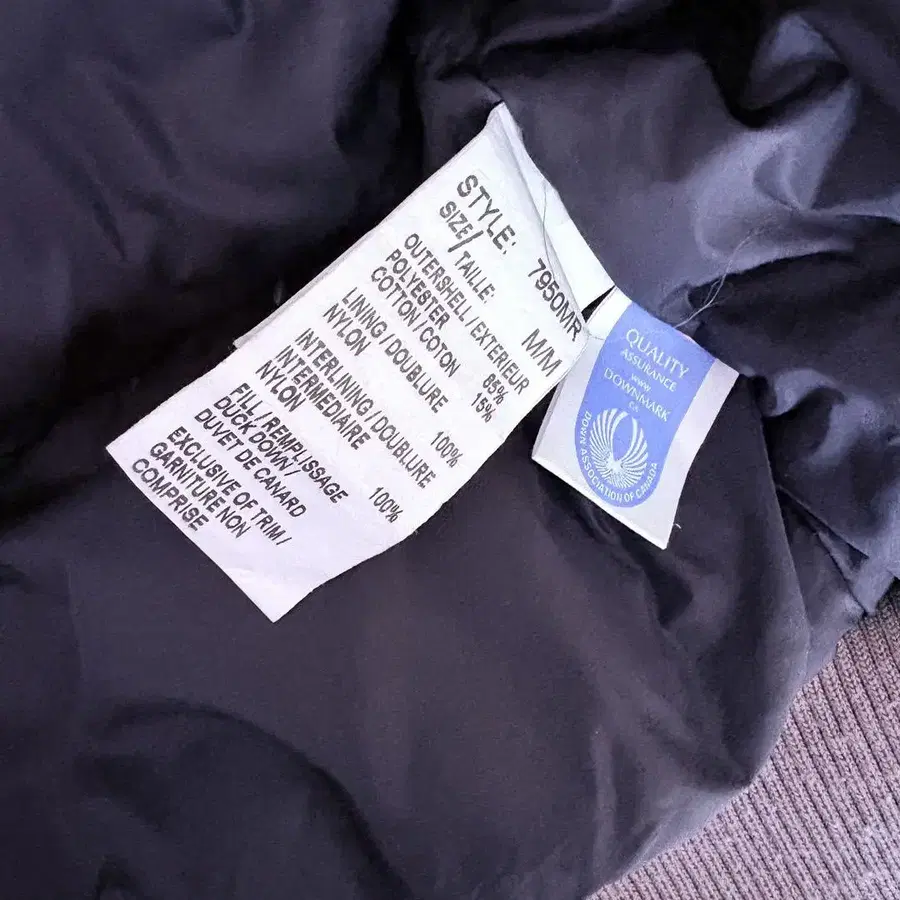 STYLE: 7950MR
SIZE/TAILLE: M/M
OUTERSHELL/EXTERIEUR
POLYESTER 85%
COTTON/COTON 15%
LINING/DOUBLURE
NYLON 100%
INTERLINING/DOUBLURE
INTERMEDIAIRE
NYLON 100%
FILL/REMPLISSAGE
DUCK DOWN/
DUVET DE CANARD
EXCLUSIVE OF TRIM/
GARNITURE NON
COMPRISE
QUALITY
ASSURANCE
www
DOWNMARK
ca
DOWN ASSOCIATION OF CANADA